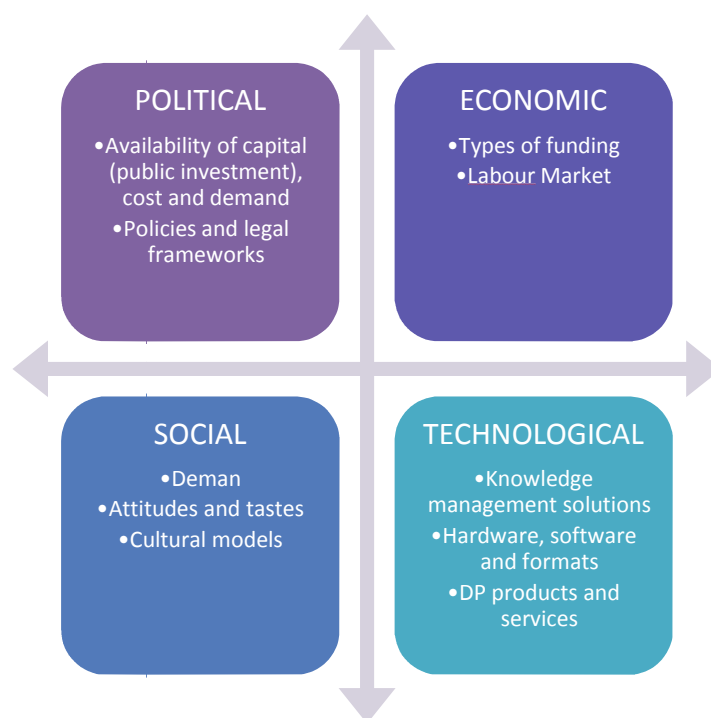 POLITICAL
•Availability of capital
(public investment),
cost and demand
•Policies and legal
frameworks
ECONOMIC
•Types of funding
•Labour Market
SOCIAL
•Deman
•Attitudes and tastes
•Cultural models
TECHNOLOGICAL
•Knowledge
management solutions
•Hardware, software
and formats
•DP products and
services